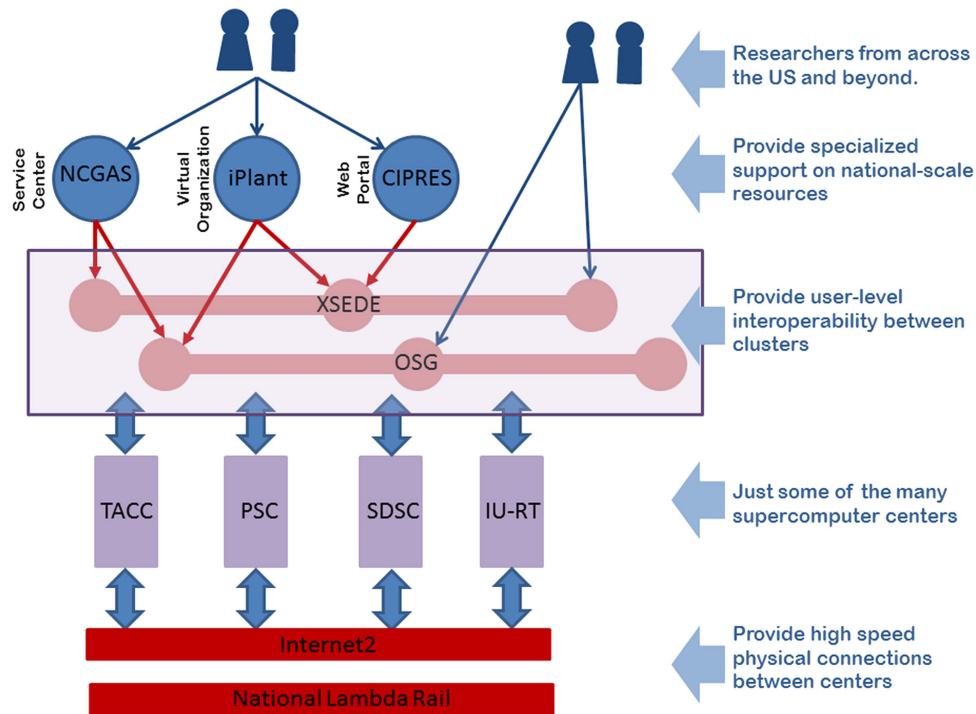 Researchers from across
the US and beyond.
Service
Center
NCGAS
Virtual
Organization
iPlant
Web
Portal
CIPRES
Provide specialized
support on national-scale
resources
XSEDE
OSG
Provide user-level
interoperability between
clusters
TACC
PSC
SDSC
IU-RT
Just some of the many
supercomputer centers
Internet2
National Lambda Rail
Provide high speed
physical connections
between centers